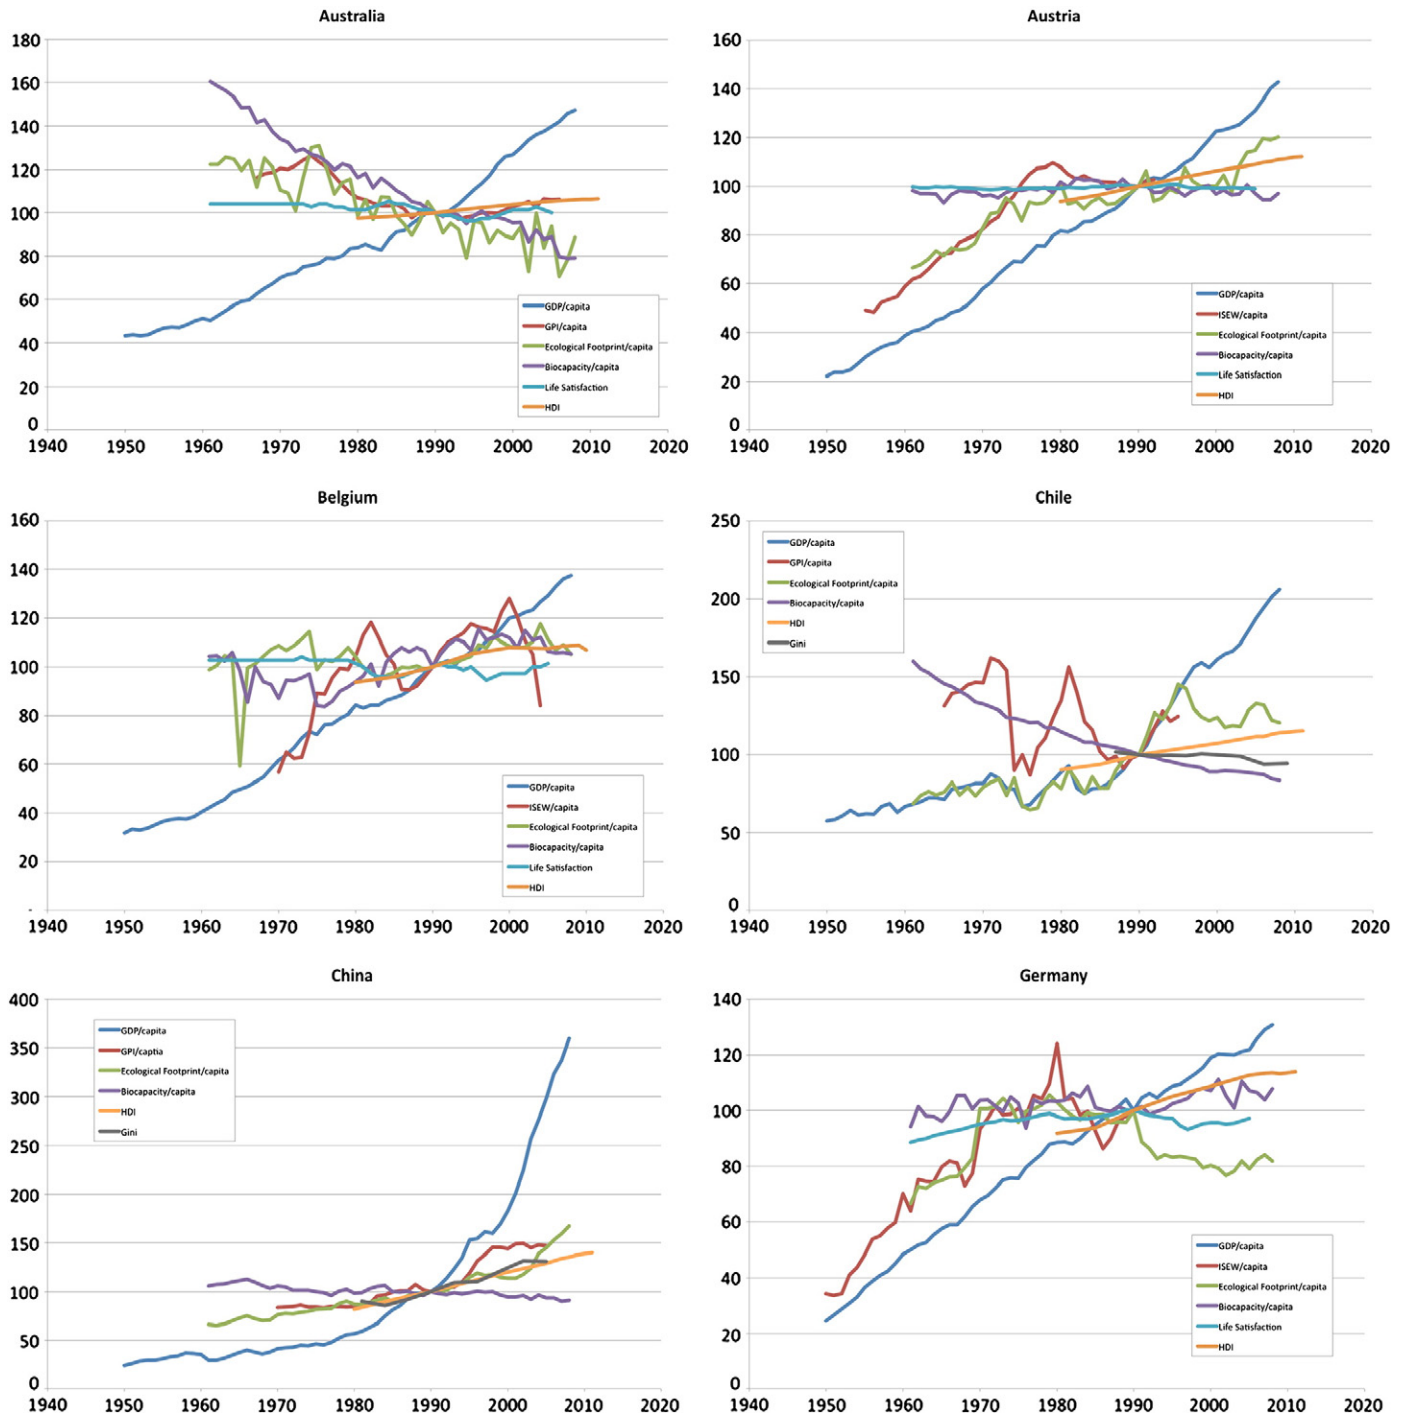 Australia
180
160
140
120
100
80
60
40
20
0
1940 1950 1960 1970 1980 1990 2000 2010 2020
GDP/capita
GPI/capita
Ecological Footprint/capita
Biocapacity/capita
Life Satisfaction
HDI
Austria
160
140
120
100
80
60
40
20
0
1940 1950 1960 1970 1980 1990 2000 2010 2020
GDP/capita
ISEW/capita
Ecological Footprint/capita
Biocapacity/capita
Life Satisfaction
HDI
Belgium
160
140
120
100
80
60
40
20
-
1940 1950 1960 1970 1980 1990 2000 2010 2020
GDP/capita
ISEW/capita
Ecological Footprint/capita
Biocapacity/capita
Life Satisfaction
HDI
Chile
250
200
150
100
50
0
1940 1950 1960 1970 1980 1990 2000 2010 2020
GDP/capita
GPI/capita
Ecological Footprint/capita
Biocapacity/capita
HDI
Gini
China
400
350
300
250
200
150
100
50
0
1940 1950 1960 1970 1980 1990 2000 2010 2020
GDP/capita
GPI/captia
Ecological Footprint/capita
Biocapacity/capita
HDI
Gini
Germany
140
120
100
80
60
40
20
0
1940 1950 1960 1970 1980 1990 2000 2010 2020
GDP/capita
ISEW/capita
Ecological Footprint/capita
Biocapacity/capita
Life Satisfaction
HDI